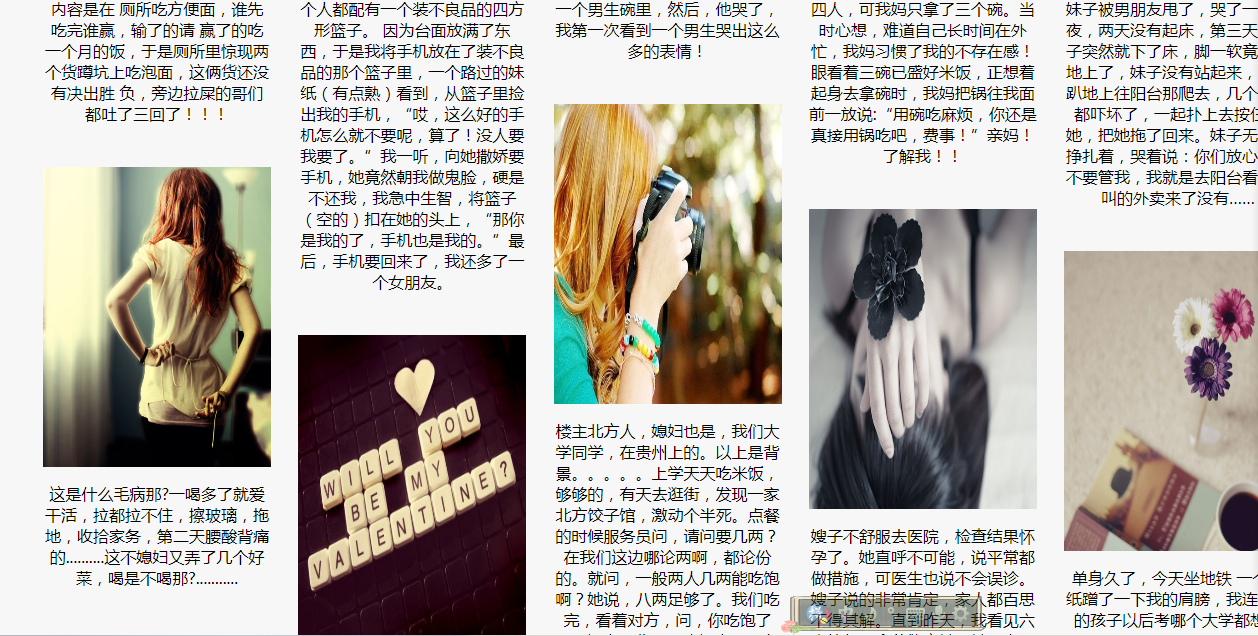 内容是在 厕所吃方便面，谁先
吃完谁赢，输了的请 赢了的吃
一个月的饭，于是厕所里惊现两
个货蹲坑上吃泡面，这俩货还没
有决出胜 负，旁边拉屎的哥们
都吐了三回了！！！
这是什么毛病那?一喝多了就爱
干活，拉都拉不住，擦玻璃，拖
地，收拾家务，第二天腰酸背痛
的..........这不媳妇又弄了几个好
菜，喝是不喝那?...........
个人都配有一个装不良品的四方
形篮子。 因为台面放满了东
西，于是我将手机放在了装不良
品的那个篮子里，一个路过的妹
纸（有点熟）看到，从篮子里捡
出我的手机，“哎，这么好的手
机怎么就不要呢，算了！没人要
我要了。”我一听，向她撒娇要
手机，她竟然朝我做鬼脸，硬是
不还我，我急中生智，将篮子
（空的）扣在她的头上，“那你
是我的了，手机也是我的。”最
后，手机要回来了，我还多了一
个女朋友。
WILL YOU
BE MY
VALENTINE?
一个男生碗里，然后，他哭了，
我第一次看到一个男生哭出这么
多的表情！
楼主北方人，媳妇也是，我们大
学同学，在贵州上的。以上是背
景。。。。。上学天天吃米饭，
够够的，有天去逛街，发现一家
北方饺子馆，激动个半死。点餐
的时候服务员问，请问要几两？
在我们这边哪论两啊，都论份
的。就问，一般两人几两能吃饱
啊？她说，八两足够了。我们吃
完，看着对方，问，你吃饱了
四人，可我妈只拿了三个碗。当
时心想，难道自己长时间在外
忙，我妈习惯了我的不存在感！
眼看着三碗已盛好米饭，正想着
起身去拿碗时，我妈把锅往我面
前一放说:“用碗吃麻烦，你还是
真接用锅吃吧，费事！”亲妈！
了解我！！
嫂子不舒服去医院，检查结果怀
孕了。她直呼不可能，说平常都
做措施，可医生也说不会误诊。
嫂子说的非常肯定，家人都百思
不得其解。直到昨天，我看见六
妹子被男朋友甩了，哭了一
夜，两天没有起床，第三天
子突然就下了床，脚一软竟
地上了，妹子没有站起来，
趴地上往阳台那爬去，几个
都吓坏了，一起扑上去按住
她，把她拖了回来。妹子无
挣扎着，哭着说：你们放心
不要管我，我就是去阳台看
叫的外卖来了没有......
单身久了，今天坐地铁 一个
纸蹭了一下我的肩膀，我连
的孩子以后考哪个大学都想